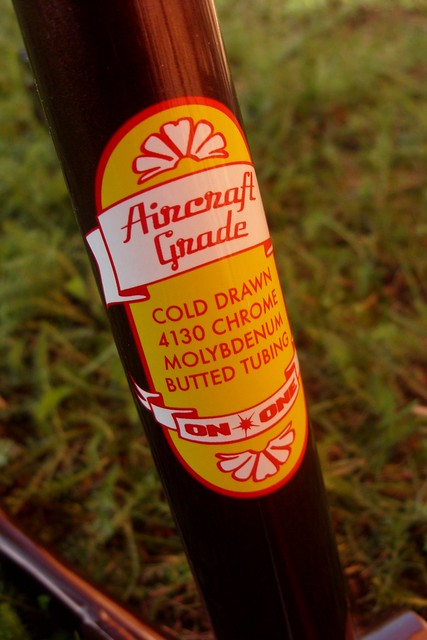 Aircraft
Grade
COLD DRAWN
4130 CHROME
MOLYBDENUM
BUTTED TUBING
ON ONE